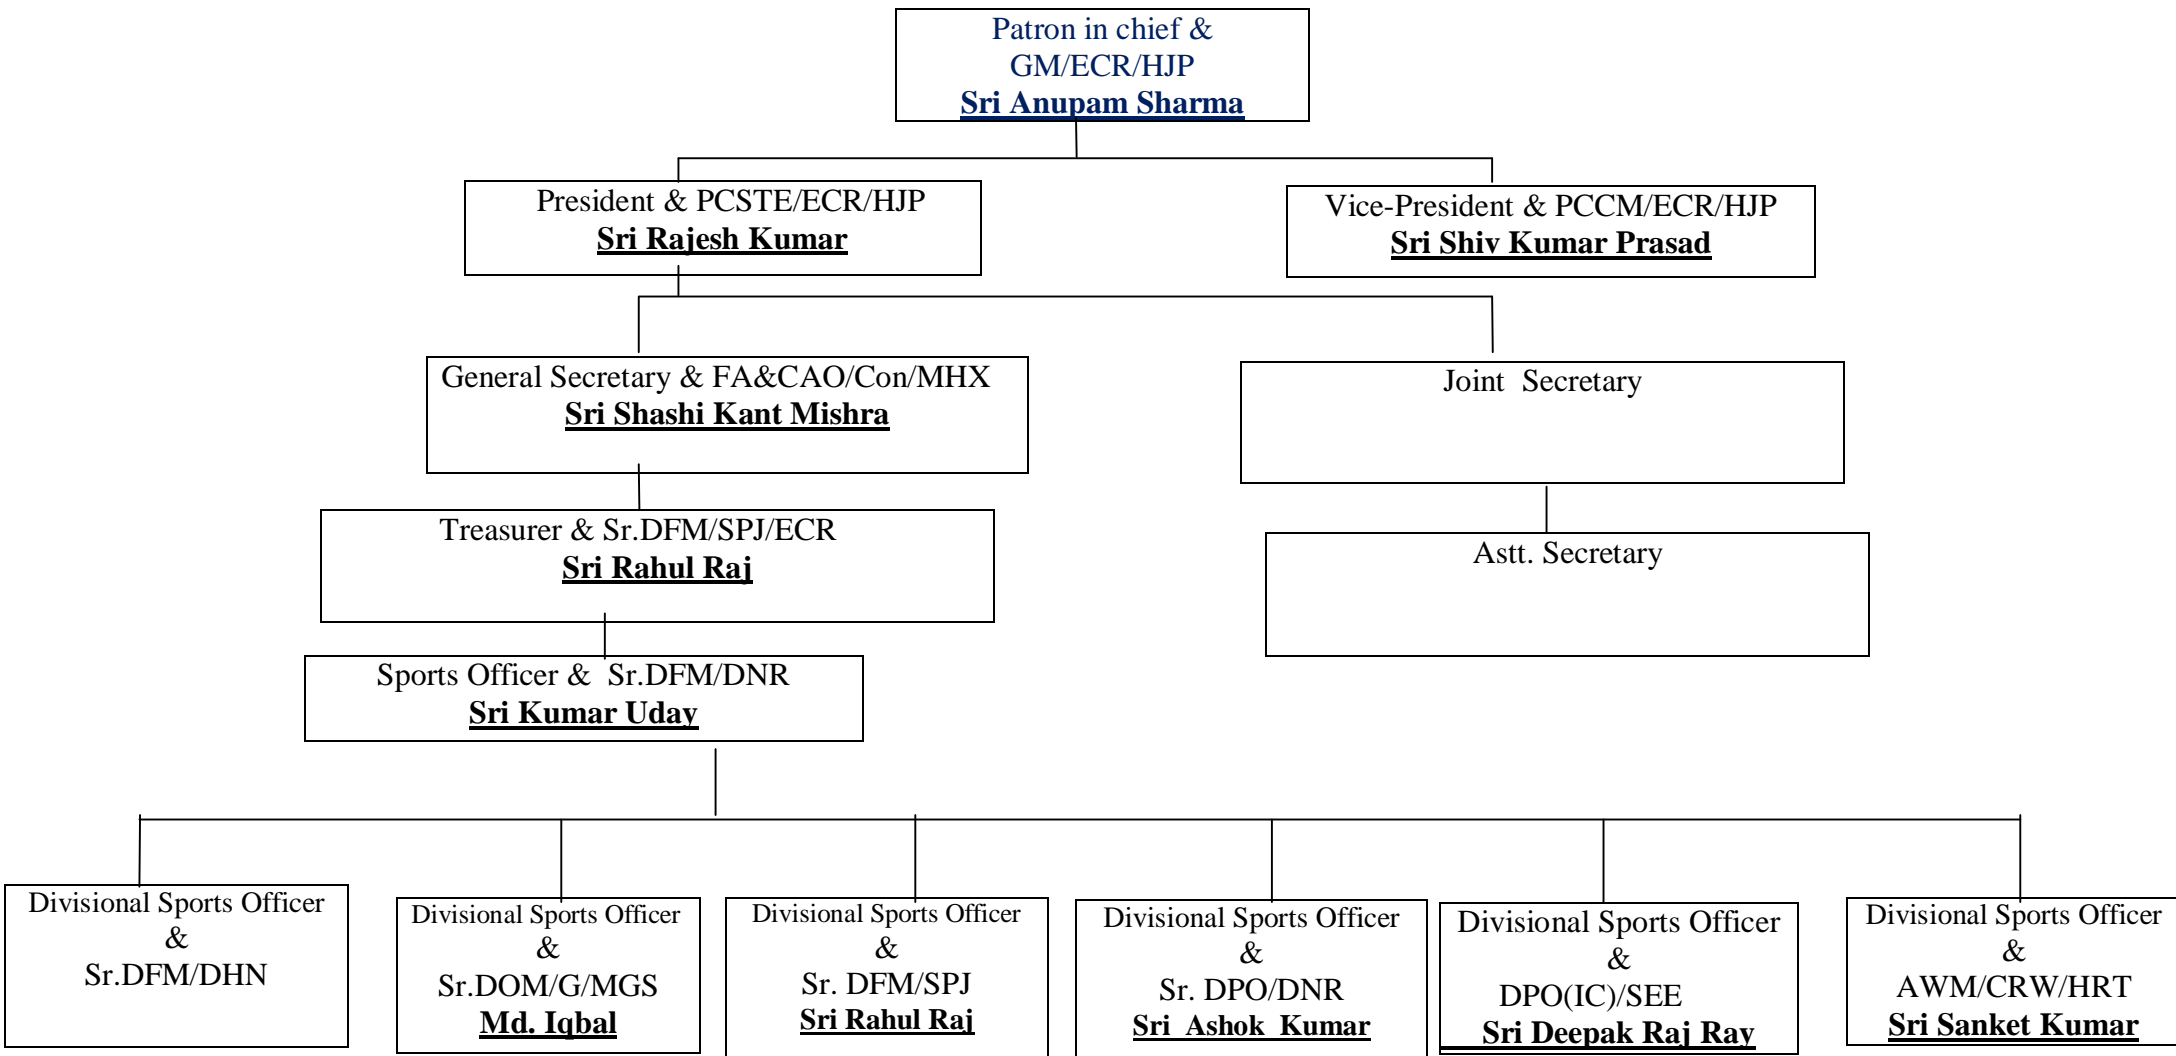 Patron in chief &
GM/ECR/HJP
Sri Anupam Sharma
President & PCSTE/ECR/HJP
Sri Rajesh Kumar
Vice-President & PCCM/ECR/HJP
Sri Shiv Kumar Prasad
General Secretary & FA&CAO/Con/MHX
Sri Shashi Kant Mishra
Joint Secretary
Treasurer & Sr.DFM/SPJ/ECR
Sri Rahul Raj
Astt. Secretary
Sports Officer & Sr.DFM/DNR
Sri Kumar Uday
Divisional Sports Officer
&
Sr.DFM/DHN
Divisional Sports Officer
&
Sr.DOM/G/MGS
Md. Iqbal
Divisional Sports Officer
&
Sr. DFM/SPJ
Sri Rahul Raj
Divisional Sports Officer
&
Sr. DPO/DNR
Sri Ashok Kumar
Divisional Sports Officer
&
DPO(IC)/SEE
Sri Deepak Raj Ray
Divisional Sports Officer
&
AWM/CRW/HRT
Sri Sanket Kumar